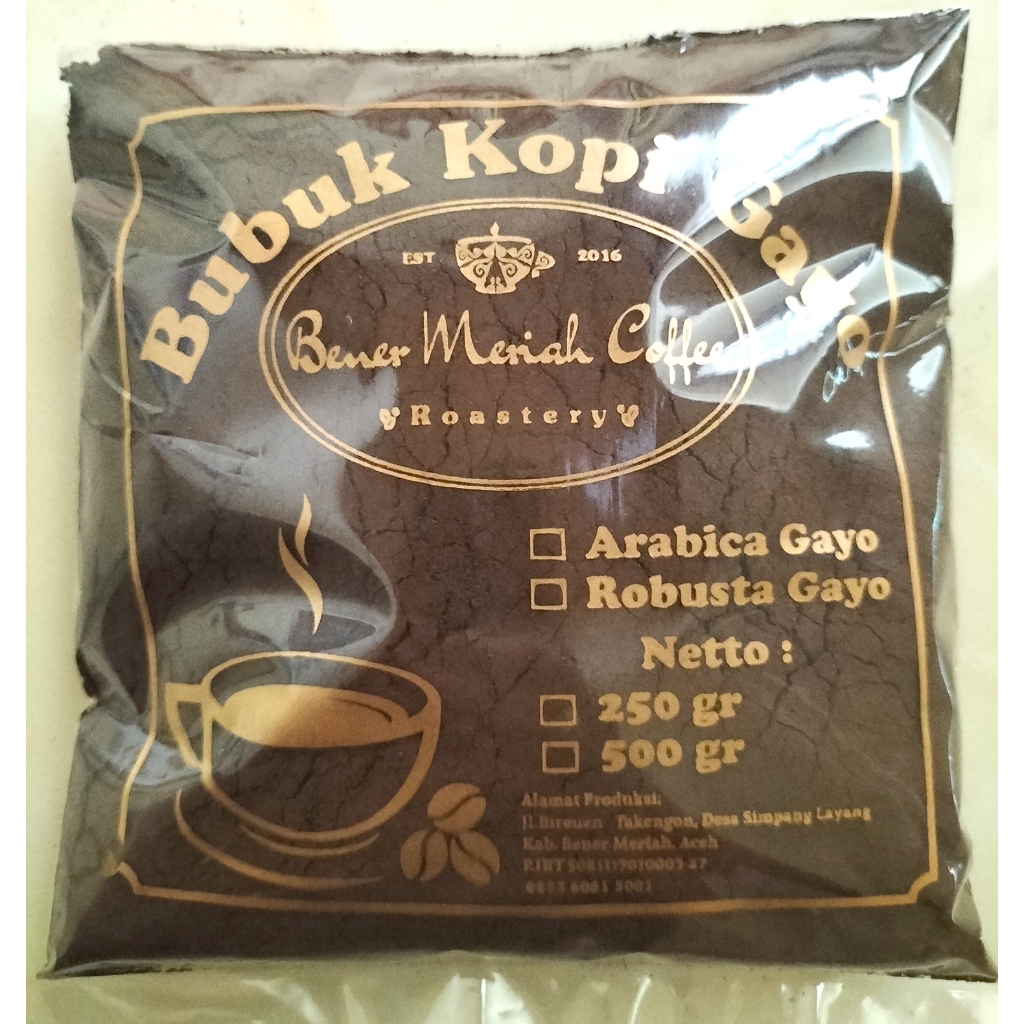 Bubuk Kopi Gayo
EST 2016
Bener Meriah Coffee
Roastery
Arabica Gayo
Robusta Gayo
Netto :
250 gr
500 gr
Alamat Produksi:
Jl.Bireuen Takengon, Desa Simpang Layang
Kab. Bener Meriah, Aceh
P.IRT